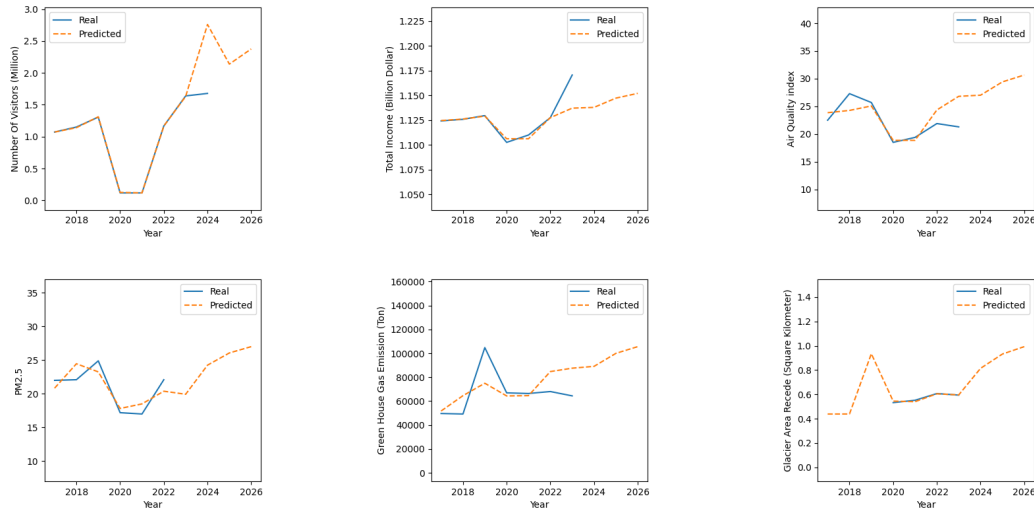 3.0
2.5
2.0
1.5
1.0
0.5
0.0
Number Of Visitors (Million)
Real
Predicted
2018 2020 2022 2024 2026
Year
1.225
1.200
1.175
1.150
1.125
1.100
1.075
1.050
Total Income (Billion Dollar)
Real
Predicted
2018 2020 2022 2024 2026
Year
40
35
30
25
20
15
10
Air Quality index
Real
Predicted
2018 2020 2022 2024 2026
Year
35
30
25
20
15
10
PM2.5
Real
Predicted
2018 2020 2022 2024 2026
Year
160000
140000
120000
100000
80000
60000
40000
20000
0
Green House Gas Emission (Ton)
Real
Predicted
2018 2020 2022 2024 2026
Year
1.4
1.2
1.0
0.8
0.6
0.4
0.2
0.0
Glacier Area Recede (Square Kilometer)
Real
Predicted
2018 2020 2022 2024 2026
Year